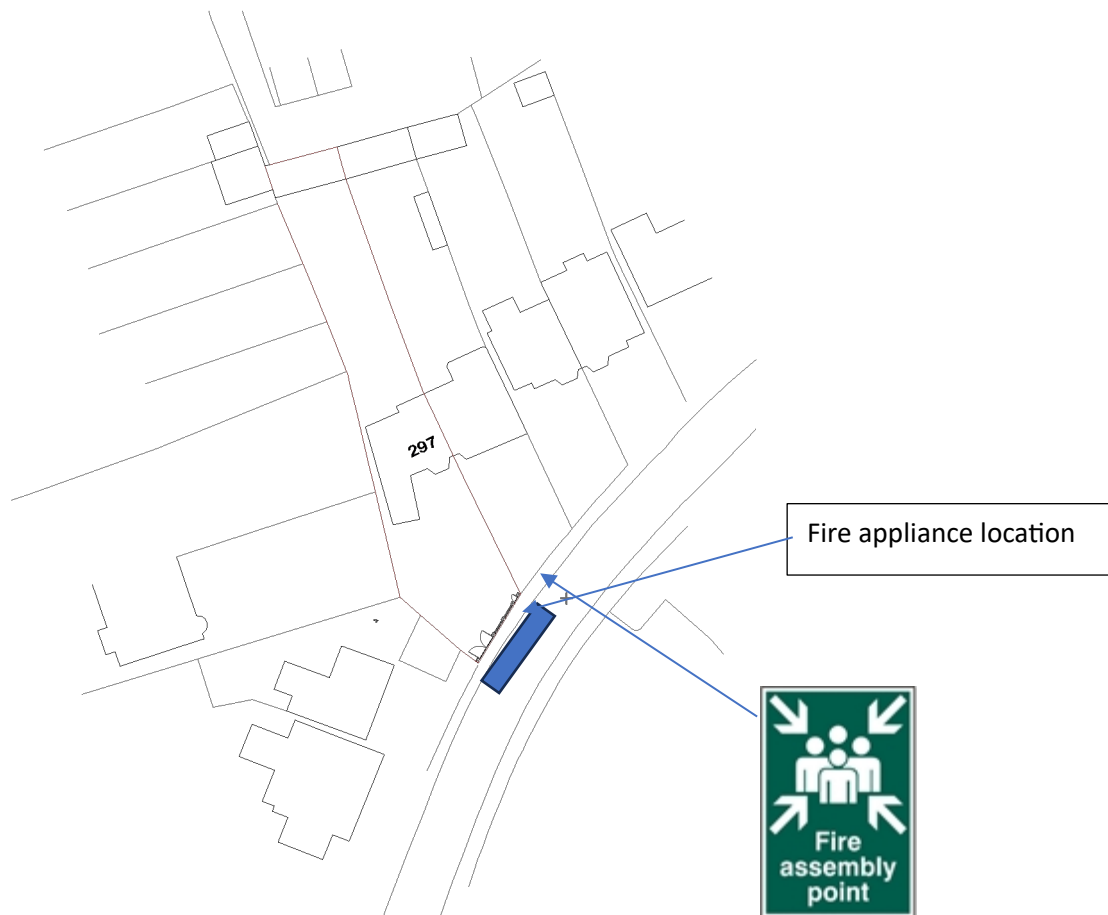 297
Fire appliance location
Fire
assembly
point